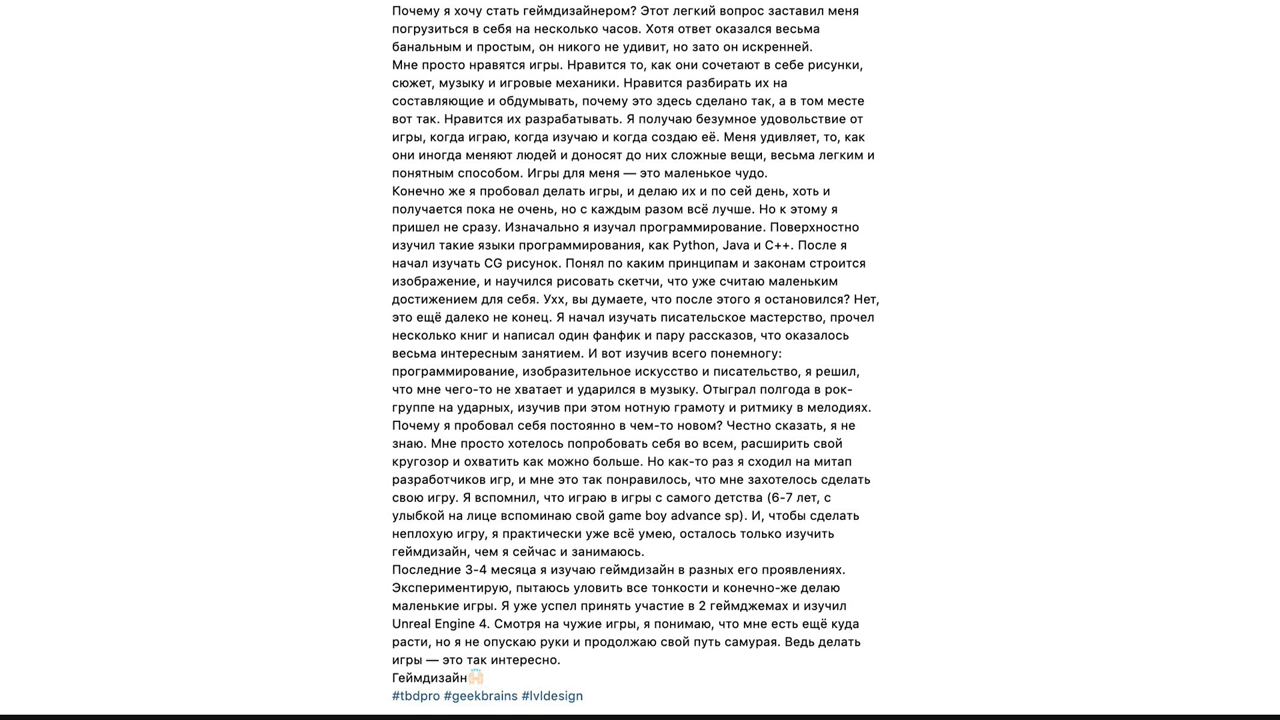 Почему я хочу стать геймдизайнером? Этот легкий вопрос заставил меня
погрузиться в себя на несколько часов. Хотя ответ оказался весьма
банальным и простым, он никого не удивит, но зато он искренней.
Мне просто нравятся игры. Нравится то, как они сочетают в себе рисунки,
сюжет, музыку и игровые механики. Нравится разбирать их на
составляющие и обдумывать, почему это здесь сделано так, а в том месте
вот так. Нравится их разрабатывать. Я получаю безумное удовольствие от
игры, когда играю, когда изучаю и когда создаю её. Меня удивляет, то, как
они иногда меняют людей и доносят до них сложные вещи, весьма легким и
понятным способом. Игры для меня — это маленькое чудо.
Конечно же я пробовал делать игры, и делаю их и по сей день, хоть и
получается пока не очень, но с каждым разом всё лучше. Но к этому я
пришел не сразу. Изначально я изучал программирование. Поверхностно
изучил такие языки программирования, как Python, Java и C++. После я
начал изучать CG рисунок. Понял по каким принципам и законам строится
изображение, и научился рисовать скетчи, что уже считаю маленьким
достижением для себя. Ухх, вы думаете, что после этого я остановился? Нет,
это ещё далеко не конец. Я начал изучать писательское мастерство, прочел
несколько книг и написал один фанфик и пару рассказов, что оказалось
весьма интересным занятием. И вот изучив всего понемногу:
программирование, изобразительное искусство и писательство, я решил,
что мне чего-то не хватает и ударился в музыку. Отыграл полгода в рок-
группе на ударных, изучив при этом нотную грамоту и ритмику в мелодиях.
Почему я пробовал себя постоянно в чем-то новом? Честно сказать, я не
знаю. Мне просто хотелось попробовать себя во всем, расширить свой
кругозор и охватить как можно больше. Но как-то раз я сходил на митап
разработчиков игр, и мне это так понравилось, что мне захотелось сделать
свою игру. Я вспомнил, что играю в игры с самого детства (6-7 лет, с
улыбкой на лице вспоминаю свой game boy advance sp). И, чтобы сделать
неплохую игру, я практически уже всё умею, осталось только изучить
геймдизайн, чем я сейчас и занимаюсь.
Последние 3-4 месяца я изучаю геймдизайн в разных его проявлениях.
Экспериментирую, пытаюсь уловить все тонкости и конечно-же делаю
маленькие игры. Я уже успел принять участие в 2 геймджемах и изучил
Unreal Engine 4. Смотря на чужие игры, я понимаю, что мне есть ещё куда
расти, но я не опускаю руки и продолжаю свой путь самурая. Ведь делать
игры — это так интересно.
Геймдизайн🙌🏻
#tbdpro #geekbrains #lvldesign